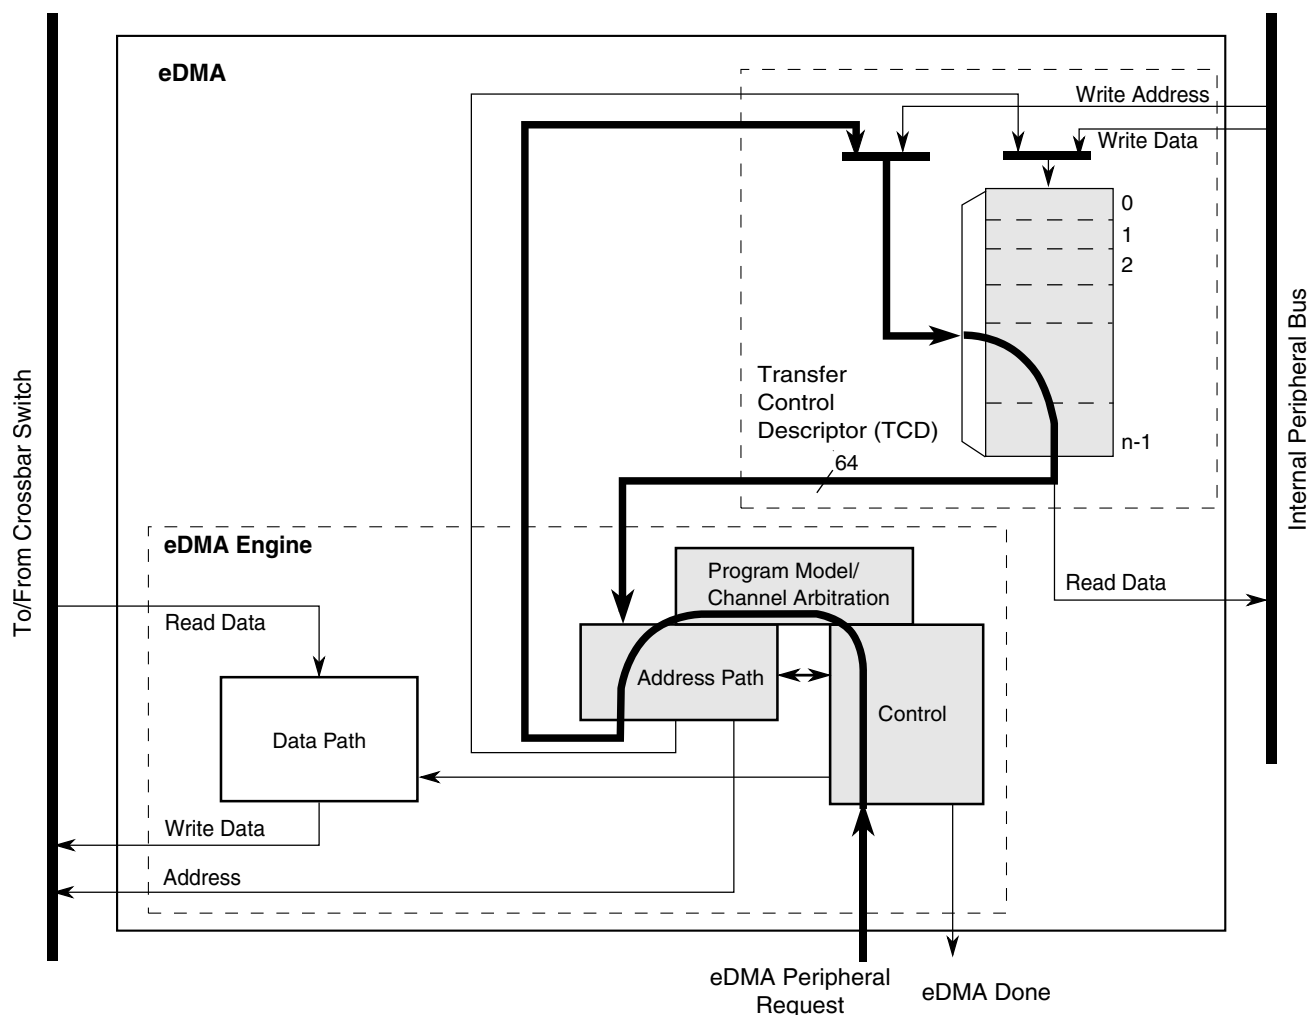 eDMA
Write Address
Write Data
0
1
2
Transfer
Control
Descriptor (TCD)
n-1
64
To/From Crossbar Switch
Internal Peripheral Bus
eDMA Engine
Program Model/
Channel Arbitration
Read Data
Read Data
Address Path
Control
Data Path
Write Data
Address
eDMA Peripheral
Request
eDMA Done